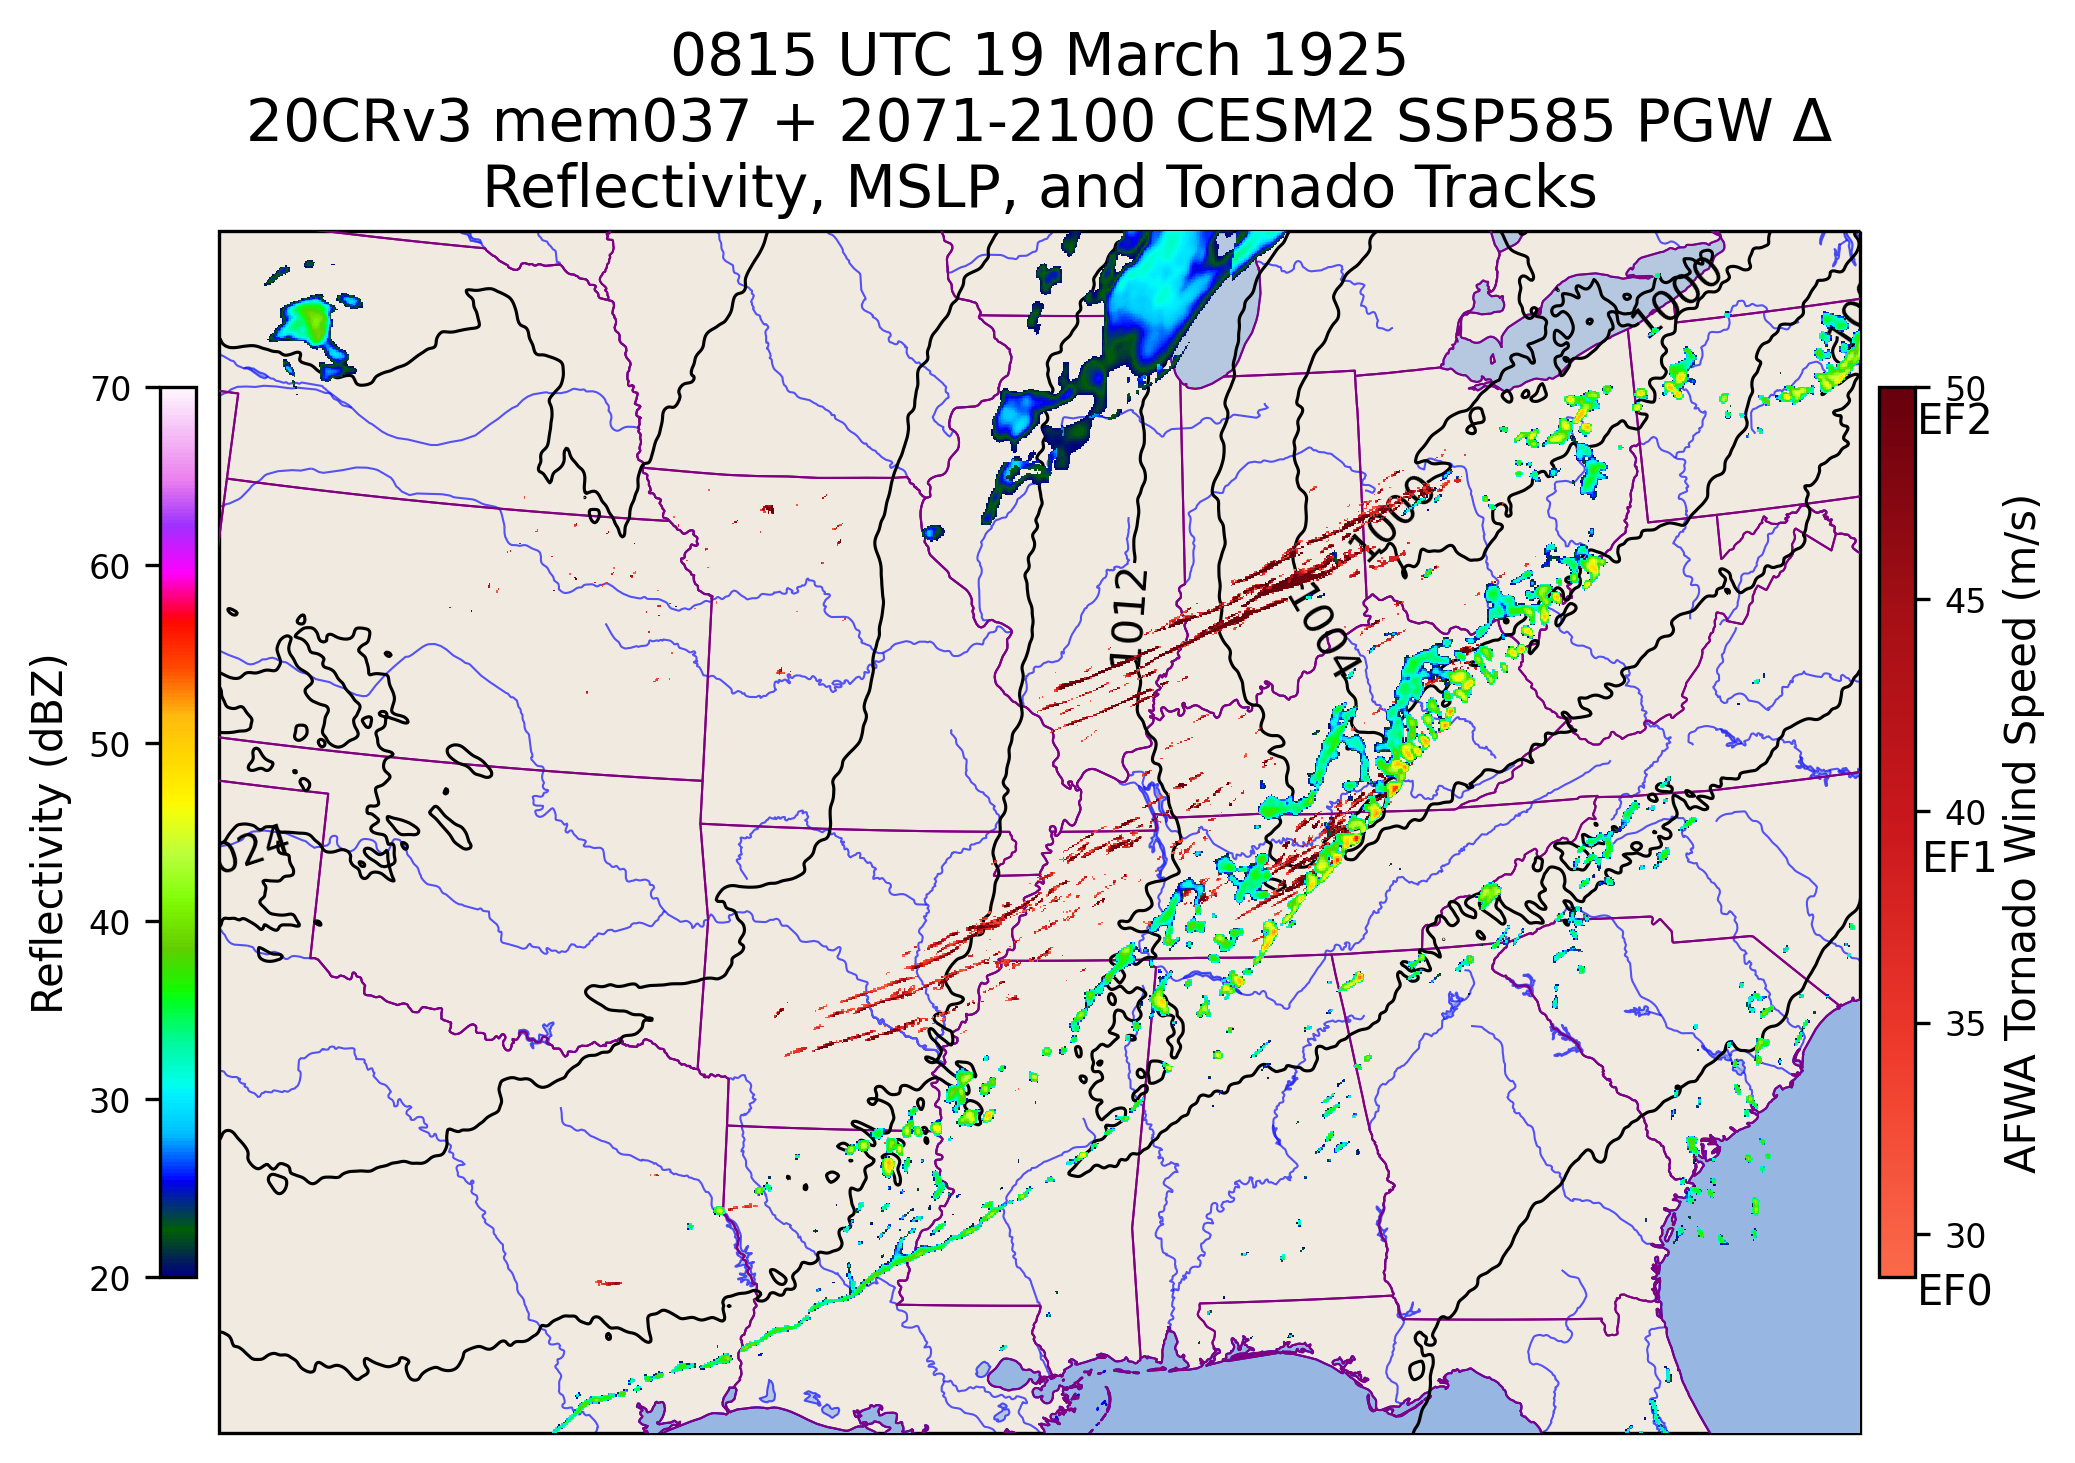 0815 UTC 19 March 1925
20CRv3 mem037 + 2071-2100 CESM2 SSP585 PGW Δ
Reflectivity, MSLP, and Tornado Tracks
70
60
50
40
30
20
Reflectivity (dBZ)
1000
1000
1012
1004
024
50
EF2
45
40
EF1
35
30
EF0
AFWA Tornado Wind Speed (m/s)